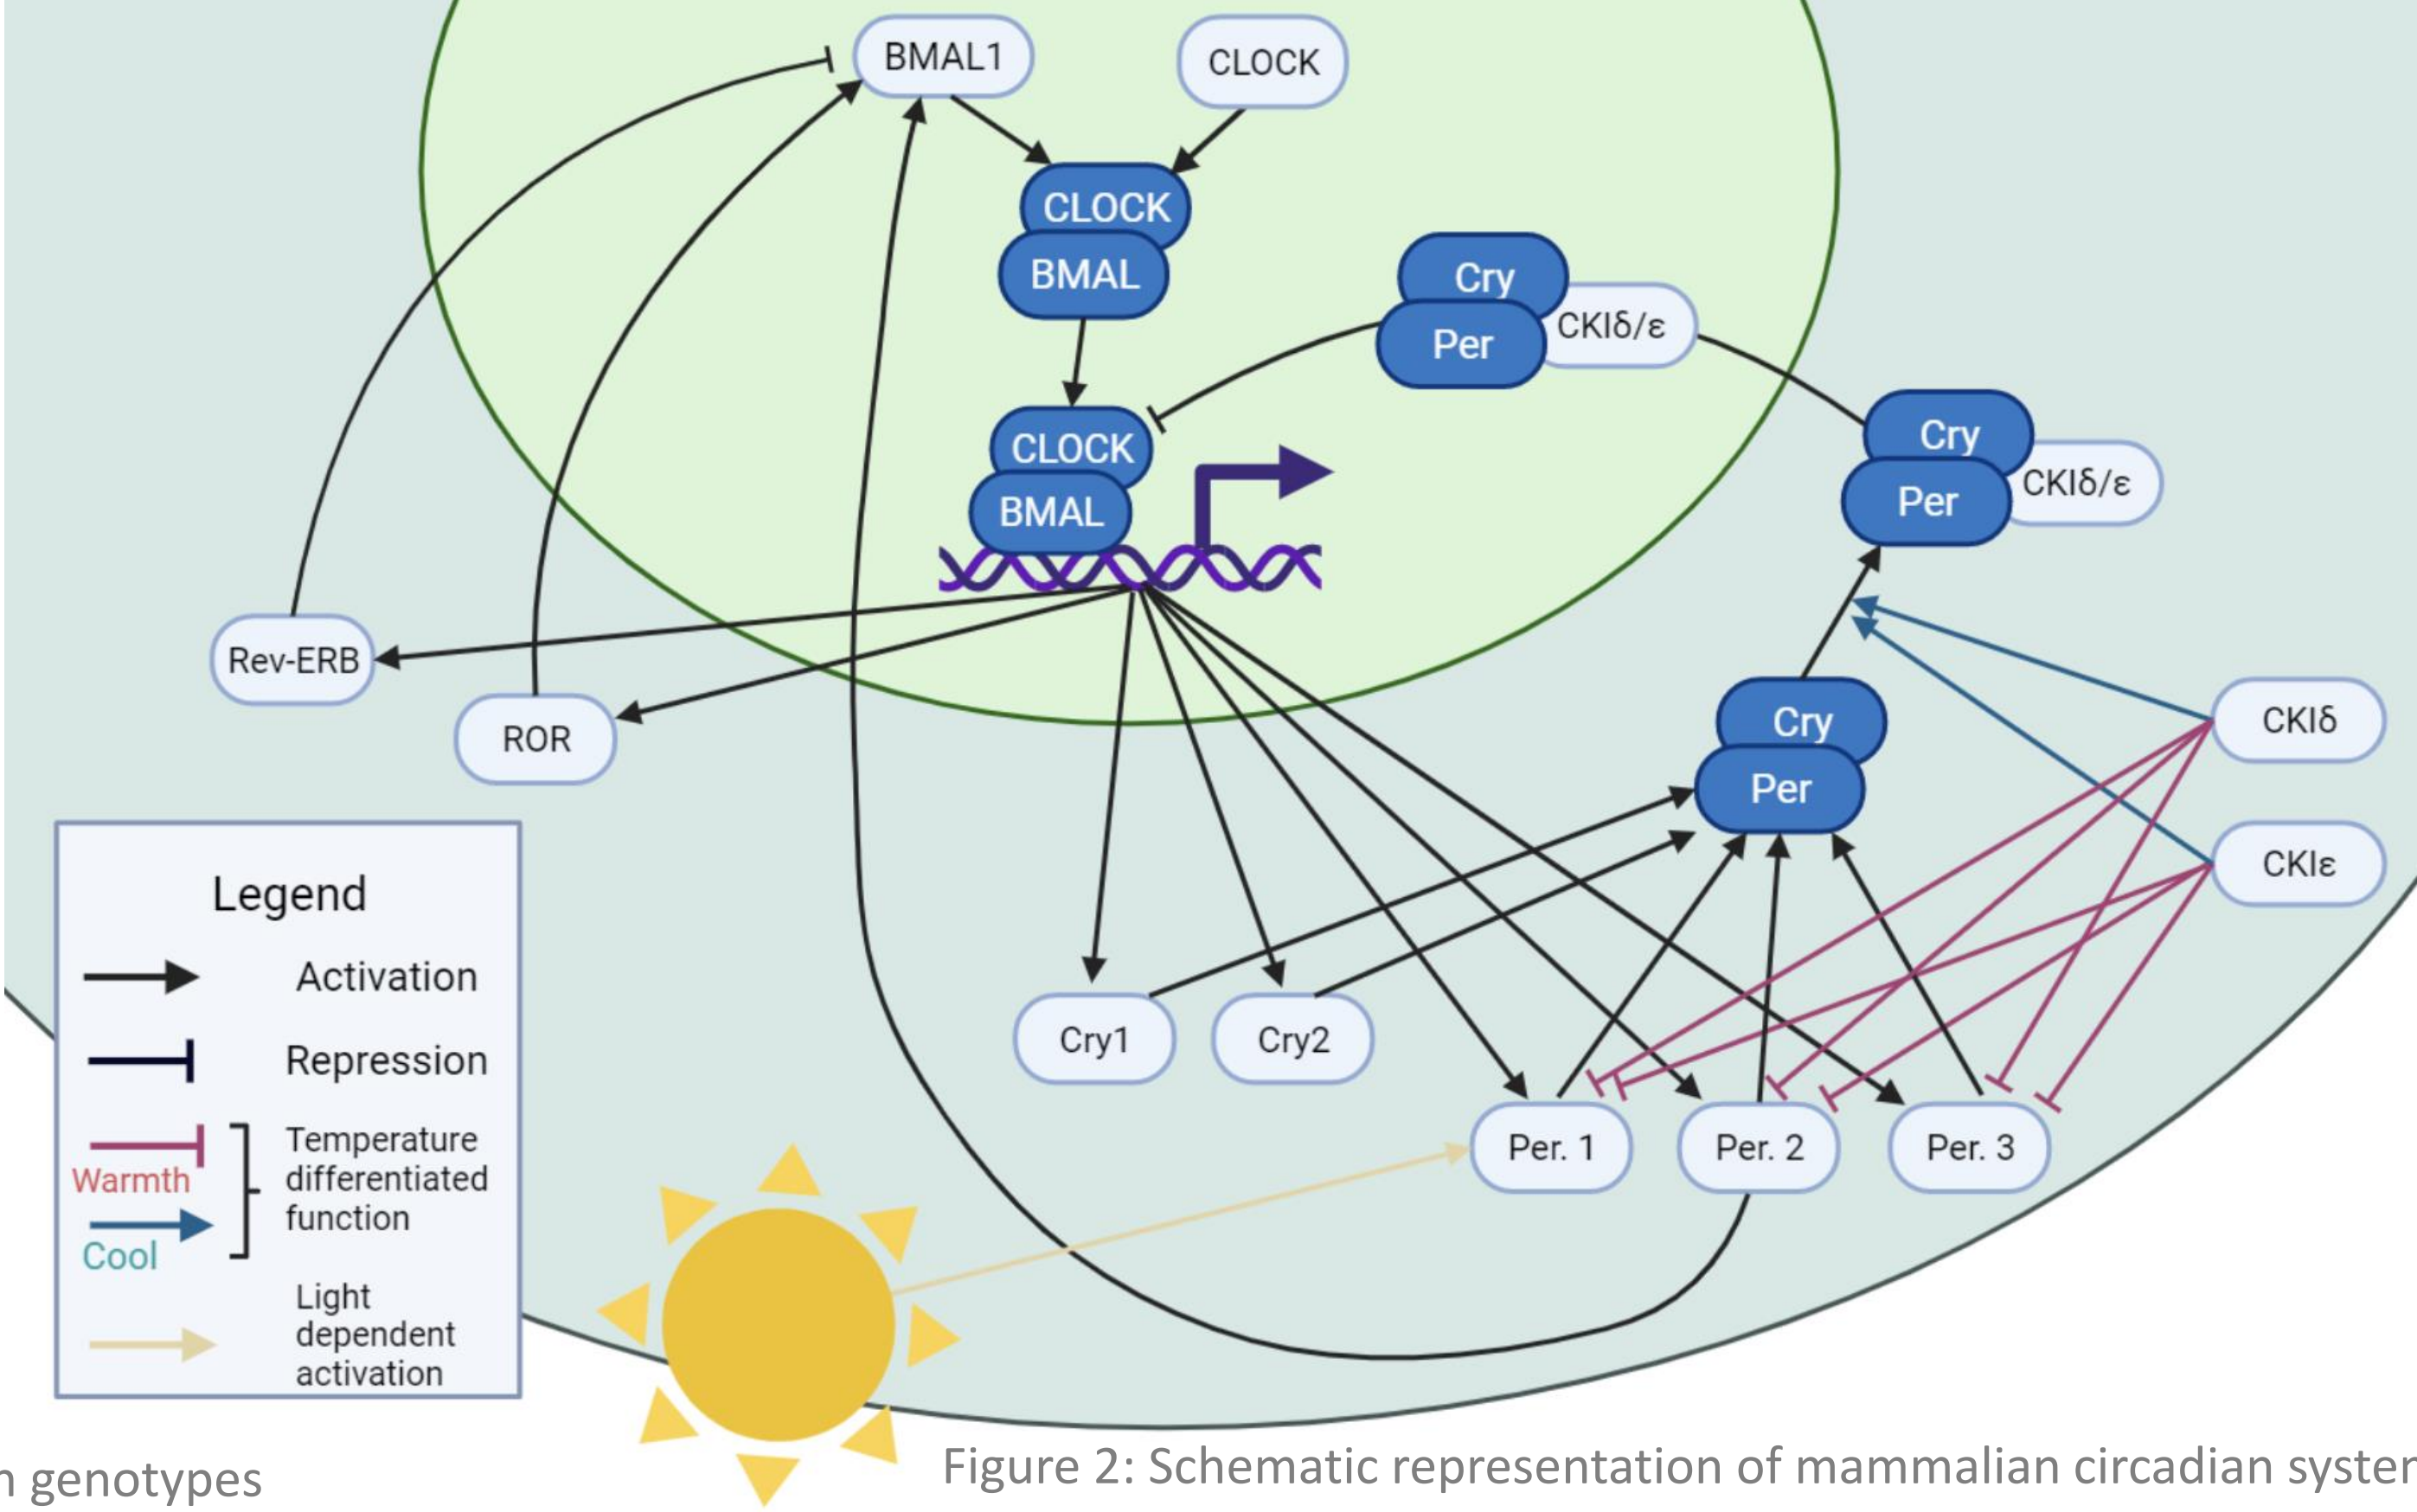 BMAL1
CLOCK
CLOCK
BMAL
Cry
Per
CKIδ/ε
CLOCK
BMAL
Cry
Per
CKIδ/ε
Rev-ERB
ROR
Cry
Per
CKIδ
CKIε
Legend
Activation
Repression
Warmth
Cool
Temperature
differentiated
function
Light
dependent
activation
Cry1
Cry2
Per. 1
Per. 2
Per. 3
genotypes
Figure 2: Schematic representation of mammalian circadian